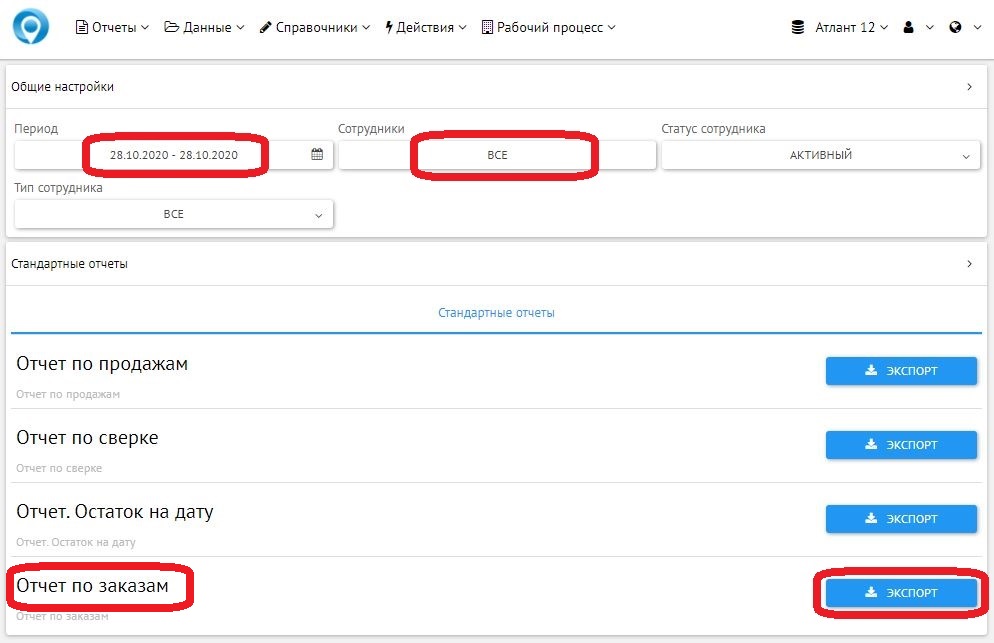 Отчеты Данные Справочники Действия Рабочий процесс Атлант 12
Общие настройки
Период Сотрудники Статус сотрудника
28.10.2020 - 28.10.2020 ВСЕ АКТИВНЫЙ
Тип сотрудника
ВСЕ
Стандартные отчеты
Стандартные отчеты
Отчет по продажам
ЭКСПОРТ
Отчет по продажам
Отчет по сверке
ЭКСПОРТ
Отчет по сверке
Отчет. Остаток на дату
ЭКСПОРТ
Отчет. Остаток на дату
Отчет по заказам
ЭКСПОРТ
Отчет по заказам